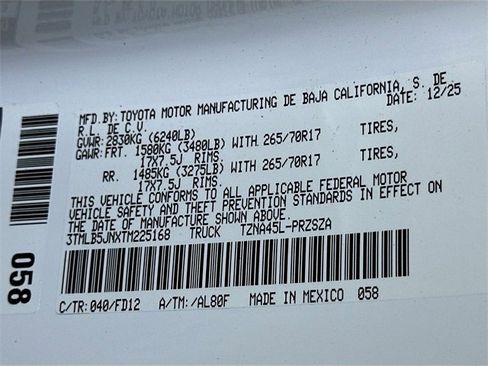 MFD.BY: TOYOTA MOTOR MANUFACTURING DE BAJA CALIFORNIA, S. DE
R.L. DE C.V. DATE: 12/25
GVWR: 2830KG (6240LB)
GAWR: FRT. 1580KG (3480LB) WITH 265/70R17 TIRES,
17X7.5J RIMS.
RR. 1485KG (3275LB) WITH 265/70R17 TIRES,
17X7.5J RIMS.
THIS VEHICLE CONFORMS TO ALL APPLICABLE FEDERAL MOTOR
VEHICLE SAFETY AND THEFT PREVENTION STANDARDS IN EFFECT ON
THE DATE OF MANUFACTURE SHOWN ABOVE.
3TMLB5JNXTM225168 TRUCK TZNA45L-PRZSZA
C/TR: 040/FD12 A/TM: /AL80F MADE IN MEXICO 058
058